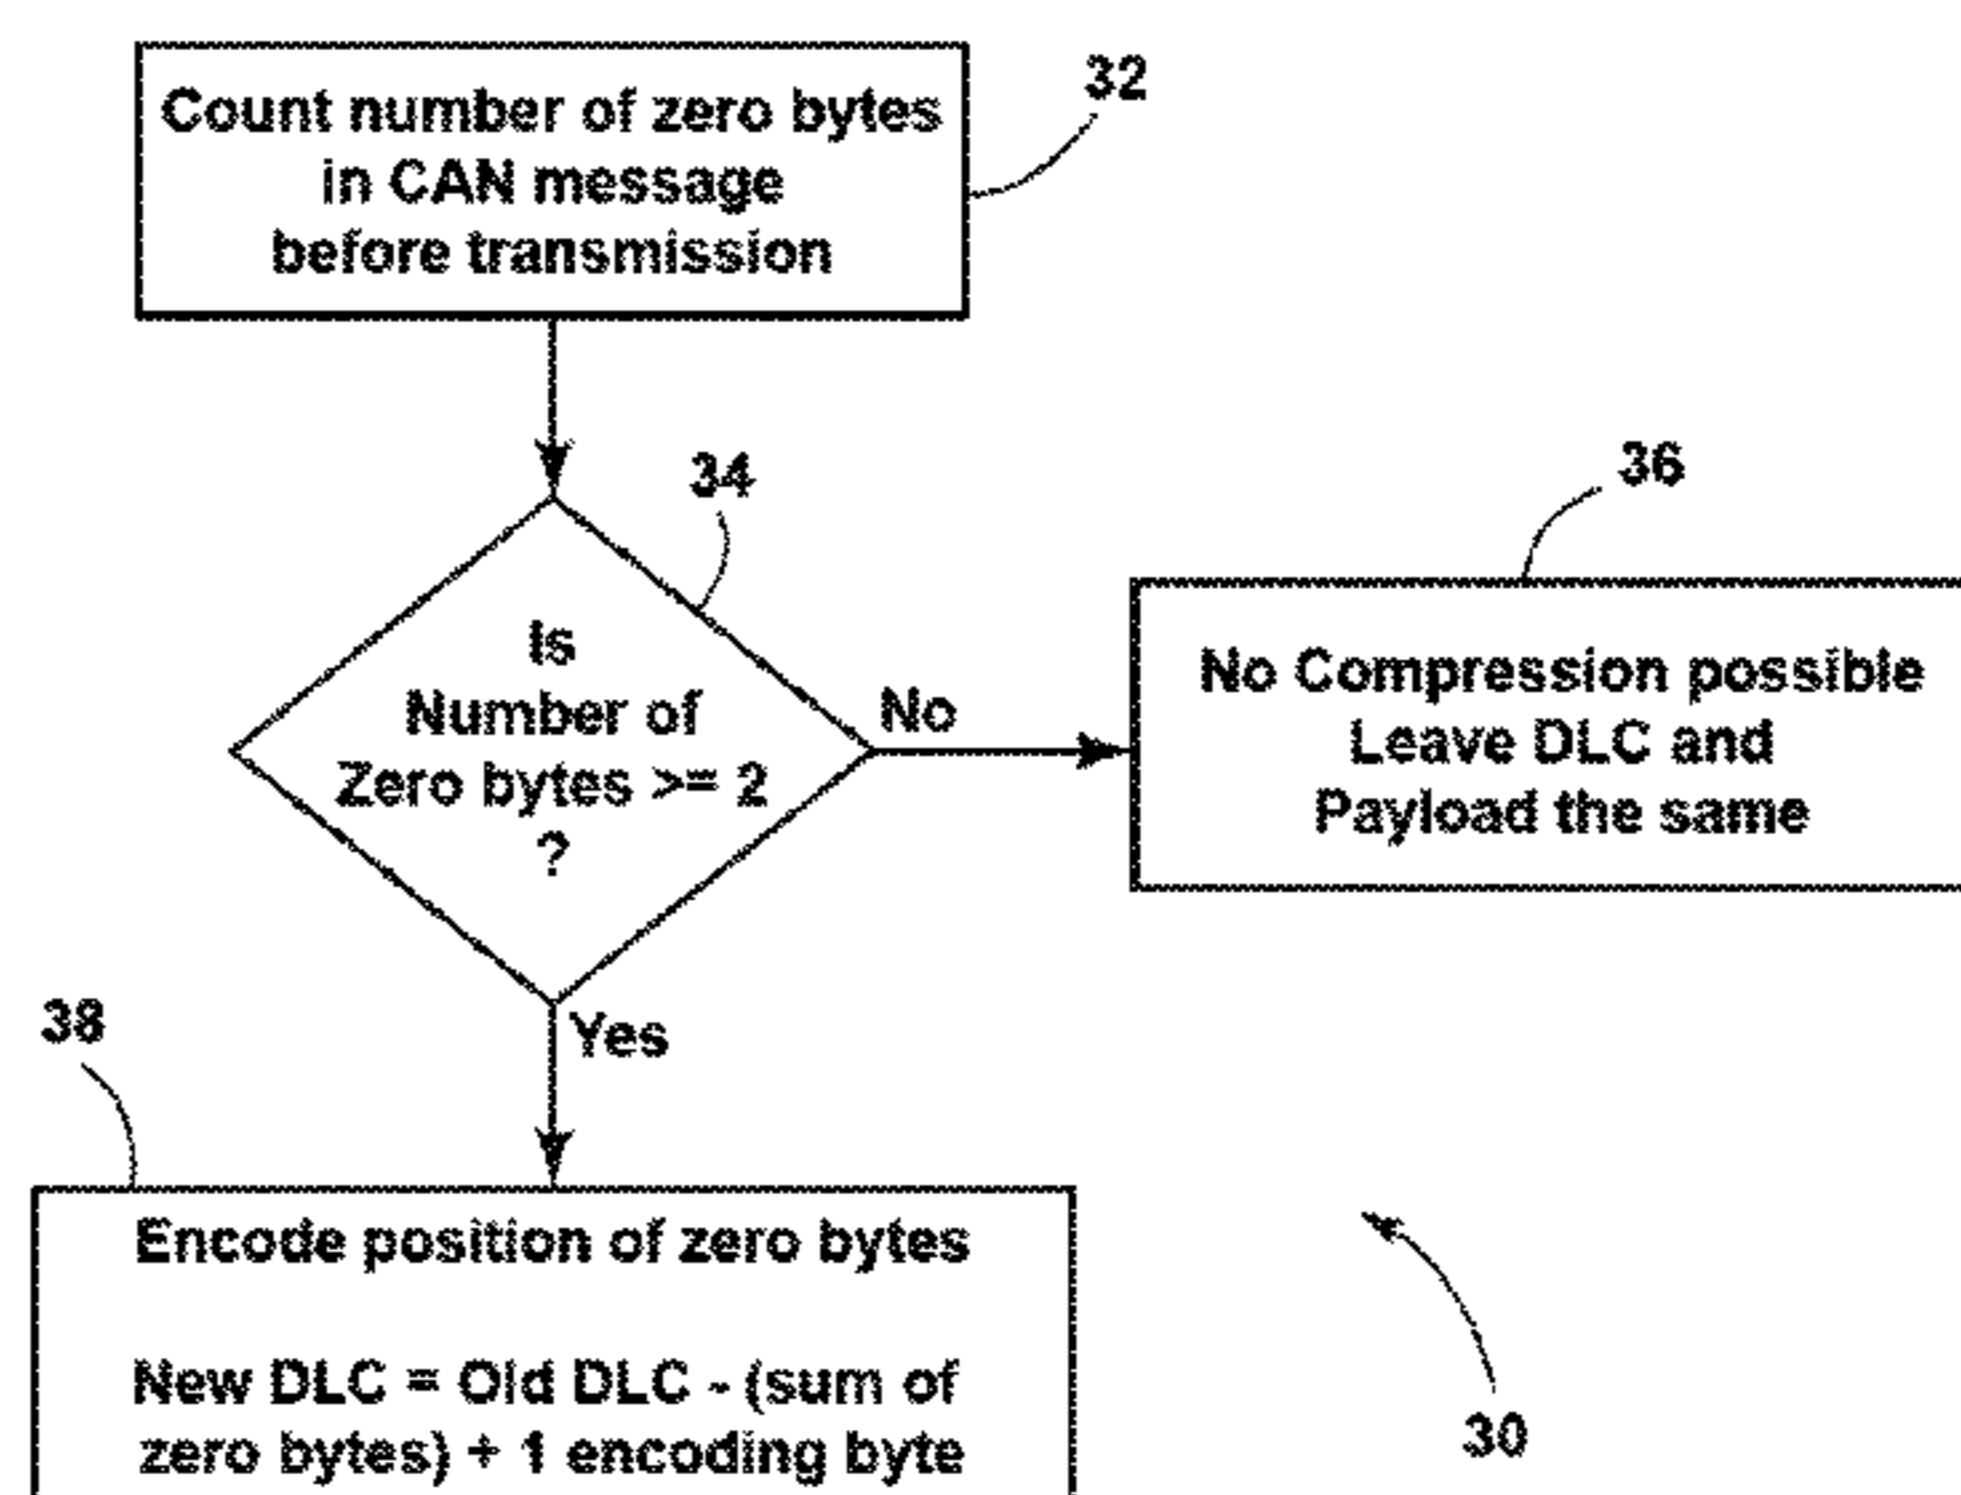 Count number of zero bytes
in CAN message
before transmission
32
34
Is
Number of
Zero bytes >= 2
?
No
36
No Compression possible
Leave DLC and
Payload the same
Yes
38
Encode position of zero bytes
New DLC = Old DLC - (sum of
zero bytes) + 1 encoding byte
30